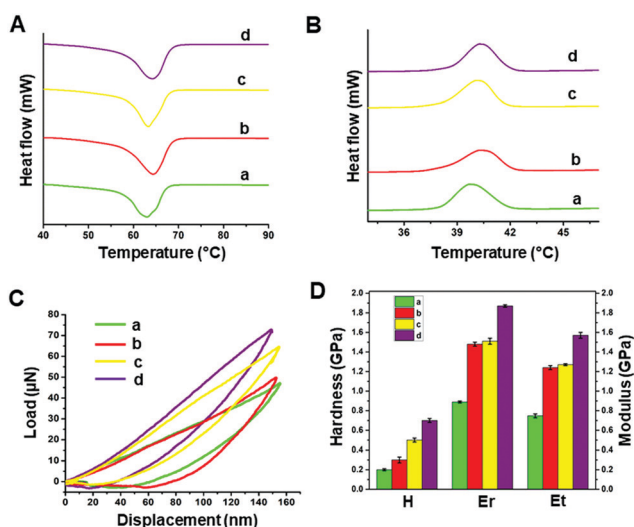 A
d
c
b
a
Heat flow (mW)
40 50 60 70 80 90
Temperature (°C)
B
d
c
b
a
Heat flow (mW)
36 39 42 45
Temperature (°C)
C
a
b
c
d
80
70
60
50
40
30
20
10
0
Load (µN)
0 20 40 60 80 100 120 140 160
Displacement (nm)
D
a
b
c
d
2.0
1.8
1.6
1.4
1.2
1.0
0.8
0.6
0.4
0.2
0.0
Hardness (GPa)
2.0
1.8
1.6
1.4
1.2
1.0
0.8
0.6
0.4
0.2
0.0
Modulus (GPa)
H Er Et